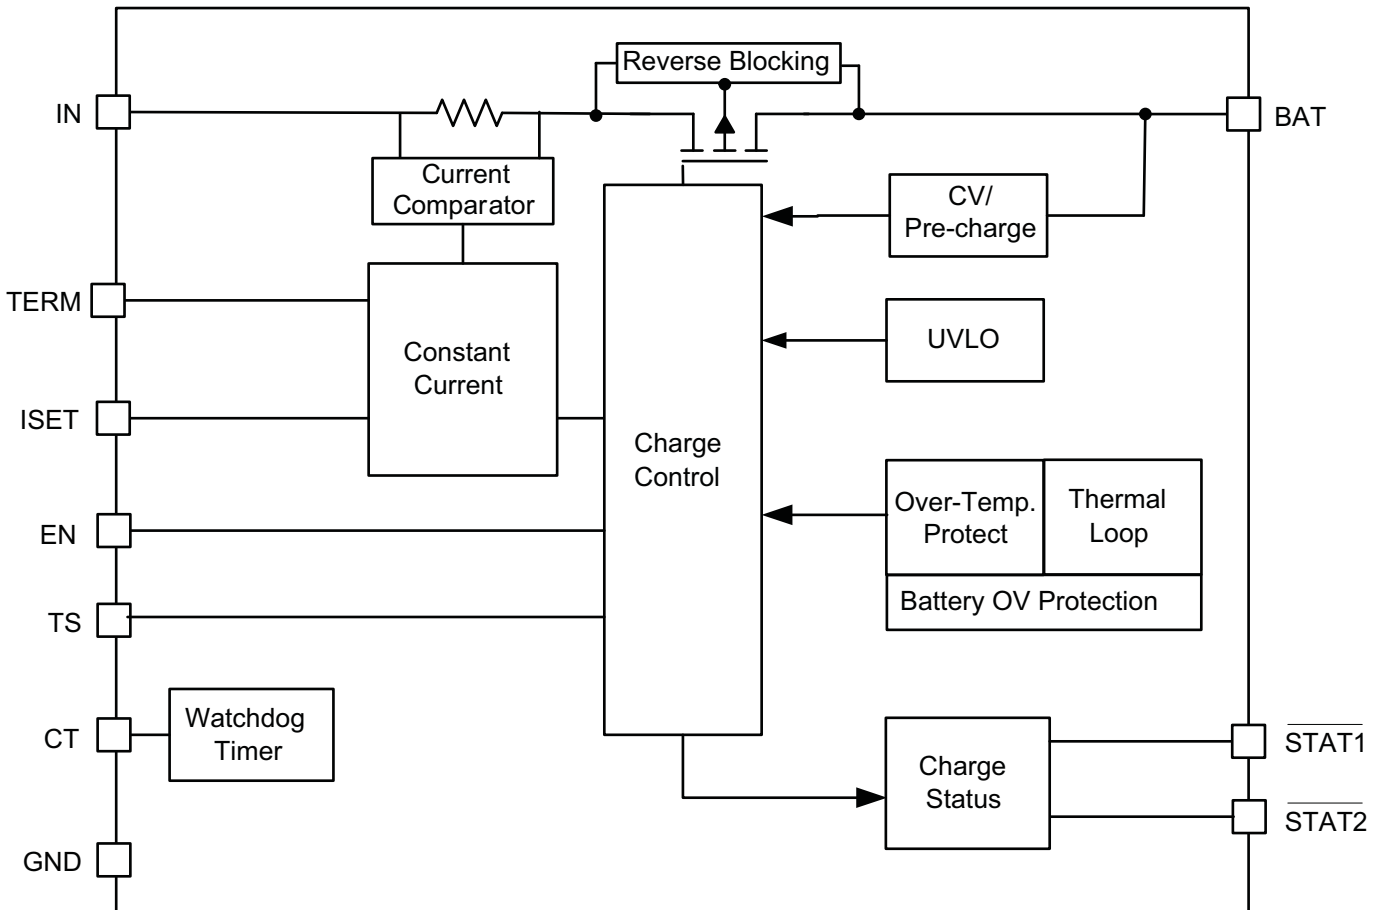 Reverse Blocking
IN
BAT
Current
Comparator
CV/
Pre-charge
TERM
Constant
Current
UVLO
ISET
Charge
Control
Over-Temp.
Protect
Thermal
Loop
EN
Battery OV Protection
TS
CT
Watchdog
Timer
Charge
Status
STAT1
STAT2
GND